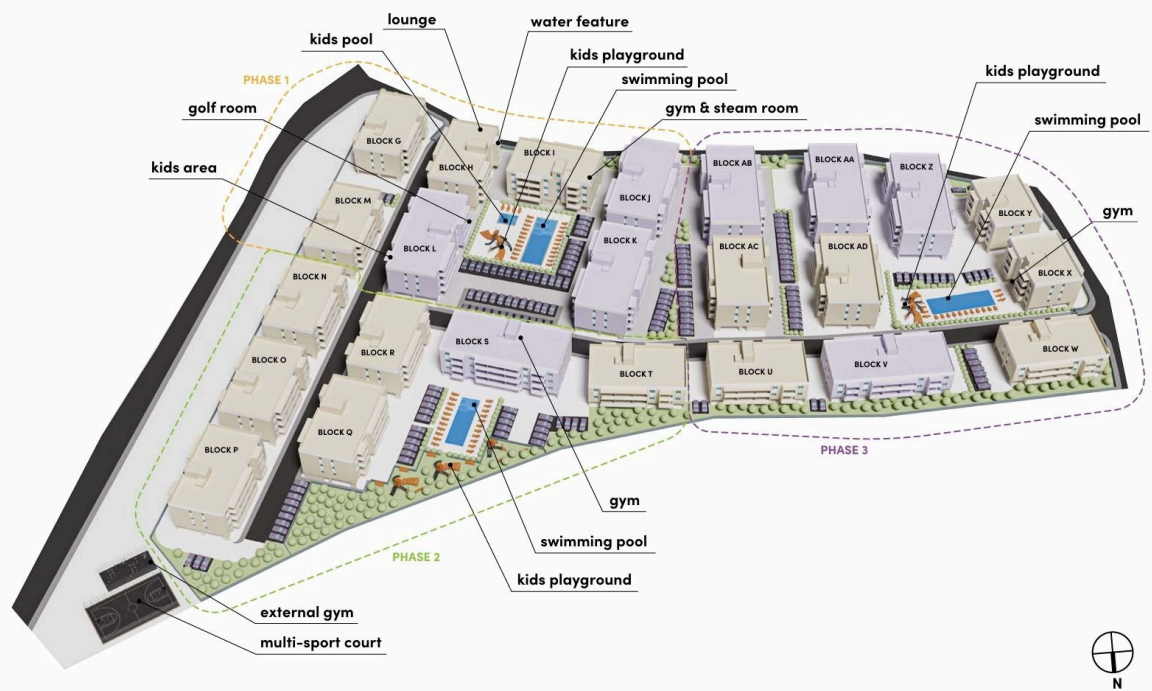 lounge
water feature
kids pool
kids playground
swimming pool
kids playground
PHASE 1
golf room
gym & steam room
swimming pool
kids area
gym
BLOCK G
BLOCK H
BLOCK I
BLOCK J
BLOCK AB
BLOCK AA
BLOCK Z
BLOCK Y
BLOCK M
BLOCK L
BLOCK K
BLOCK AC
BLOCK AD
BLOCK X
BLOCK N
BLOCK O
BLOCK R
BLOCK S
BLOCK T
BLOCK U
BLOCK V
BLOCK W
BLOCK P
BLOCK Q
PHASE 3
gym
swimming pool
PHASE 2
kids playground
external gym
multi-sport court
N